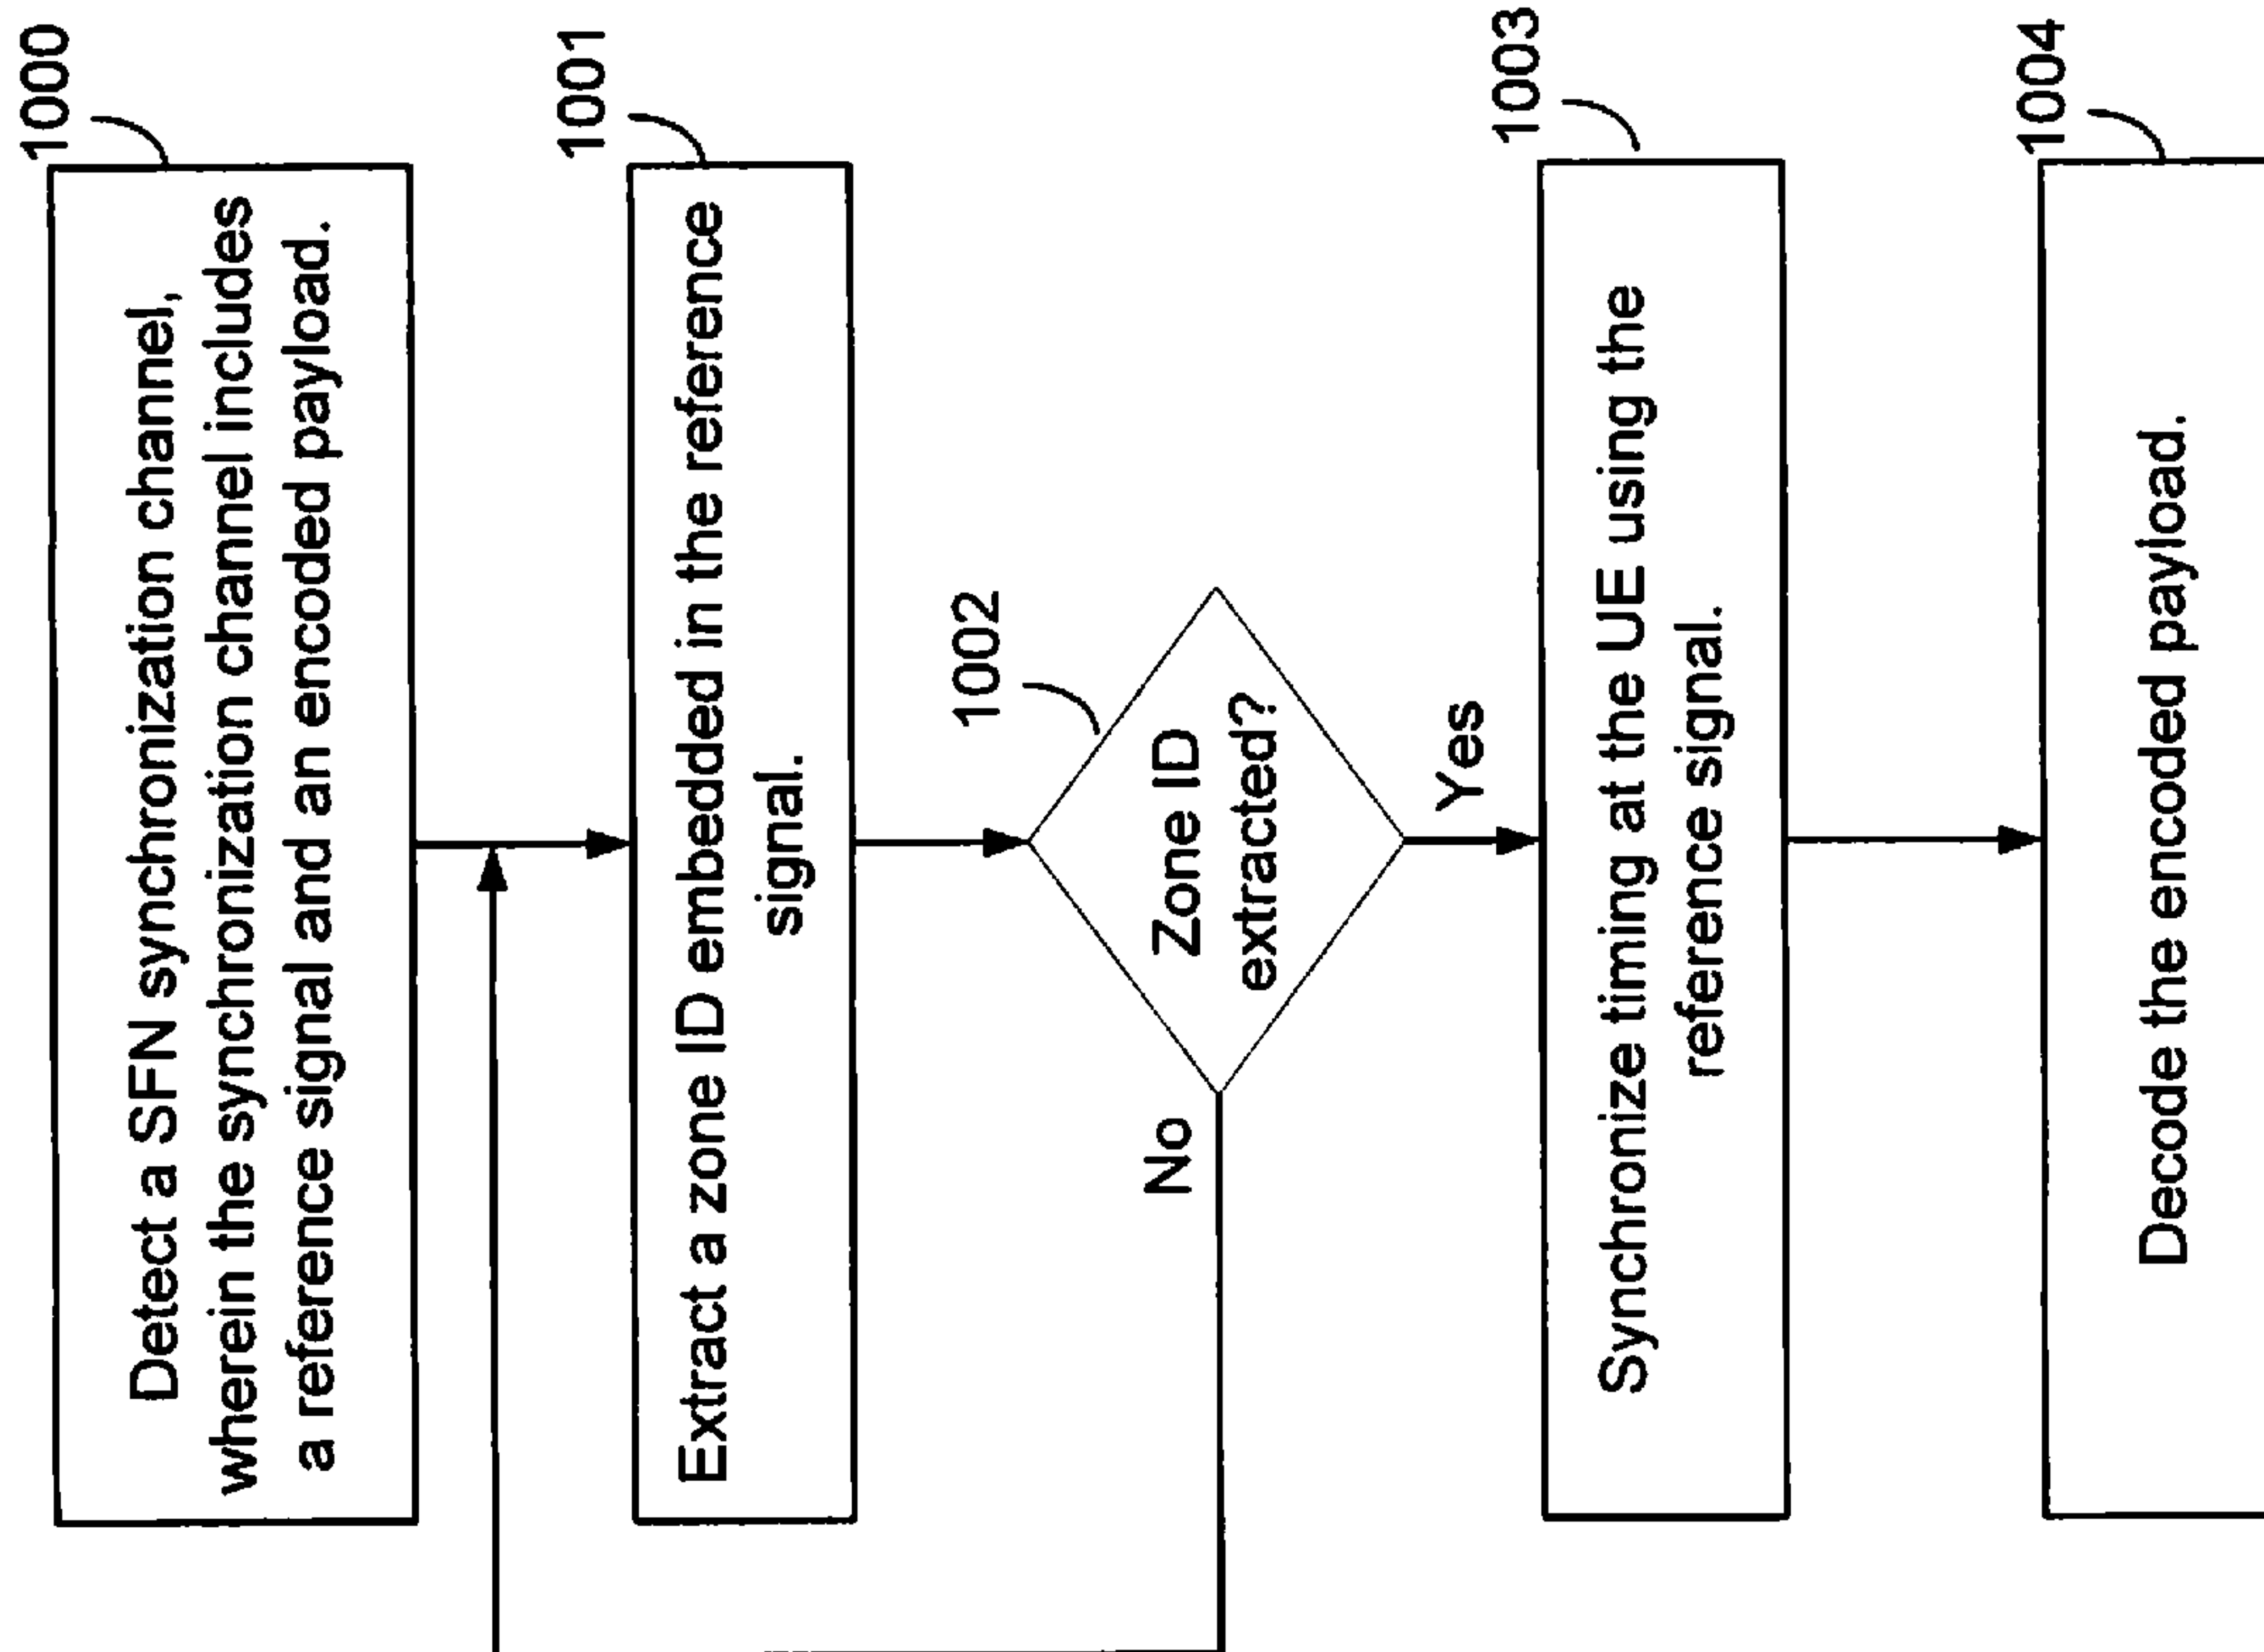 1000
Detect a SFN synchronization channel,
wherein the synchronization channel includes
a reference signal and an encoded payload.
1001
Extract a zone ID embedded in the reference
signal.
1002
Zone ID
extracted?
No
Yes
1003
Synchronize timing at the UE using the
reference signal.
1004
Decode the encoded payload.